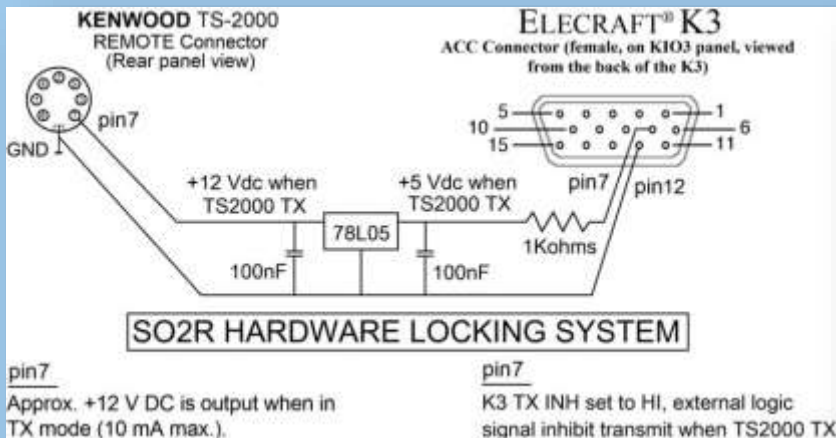 KENWOOD TS-2000
REMOTE Connector
(Rear panel view)
ELECRAFT® K3
ACC Connector (female, on KIO3 panel, viewed
from the back of the K3)
pin7
GND
5
1
10
6
15
11
pin7
pin12
+12 Vdc when
TS2000 TX
+5 Vdc when
TS2000 TX
78L05
1Kohms
100nF
100nF
SO2R HARDWARE LOCKING SYSTEM
pin7
Approx. +12 V DC is output when in
TX mode (10 mA max.).
pin7
K3 TX INH set to HI, external logic
signal inhibit transmit when TS2000 TX